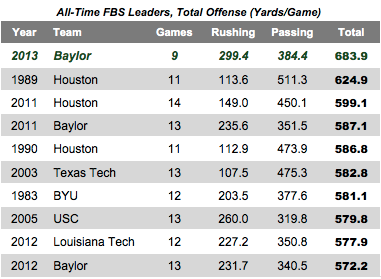 All-Time FBS Leaders, Total Offense (Yards/Game)
Year Team Games Rushing Passing Total
2013 Baylor 9 299.4 384.4 683.9
1989 Houston 11 113.6 511.3 624.9
2011 Houston 14 149.0 450.1 599.1
2011 Baylor 13 235.6 351.5 587.1
1990 Houston 11 112.9 473.9 586.8
2003 Texas Tech 13 107.5 475.3 582.8
1983 BYU 12 203.5 377.6 581.1
2005 USC 13 260.0 319.8 579.8
2012 Louisiana Tech 12 227.2 350.8 577.9
2012 Baylor 13 231.7 340.5 572.2